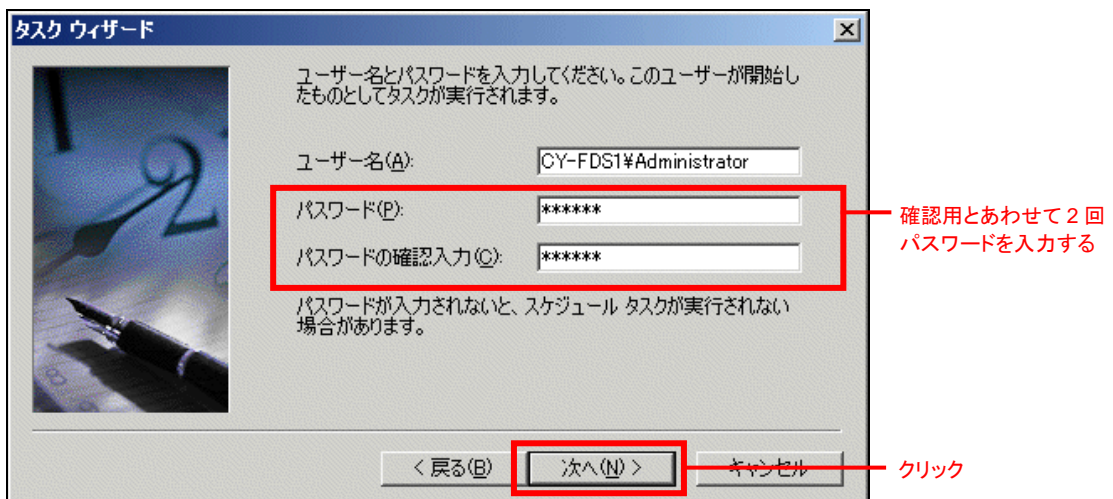 タスク ウィザード
ユーザー名とパスワードを入力してください。このユーザーが開始し
たものとしてタスクが実行されます。
ユーザー名(A):
CY-FDS1¥Administrator
パスワード(P):
******
パスワードの確認入力(C):
******
確認用とあわせて 2 回
パスワードを入力する
パスワードが入力されないと、スケジュール タスクが実行されない
場合があります。
< 戻る(B)
次へ(N) >
キャンセル
クリック